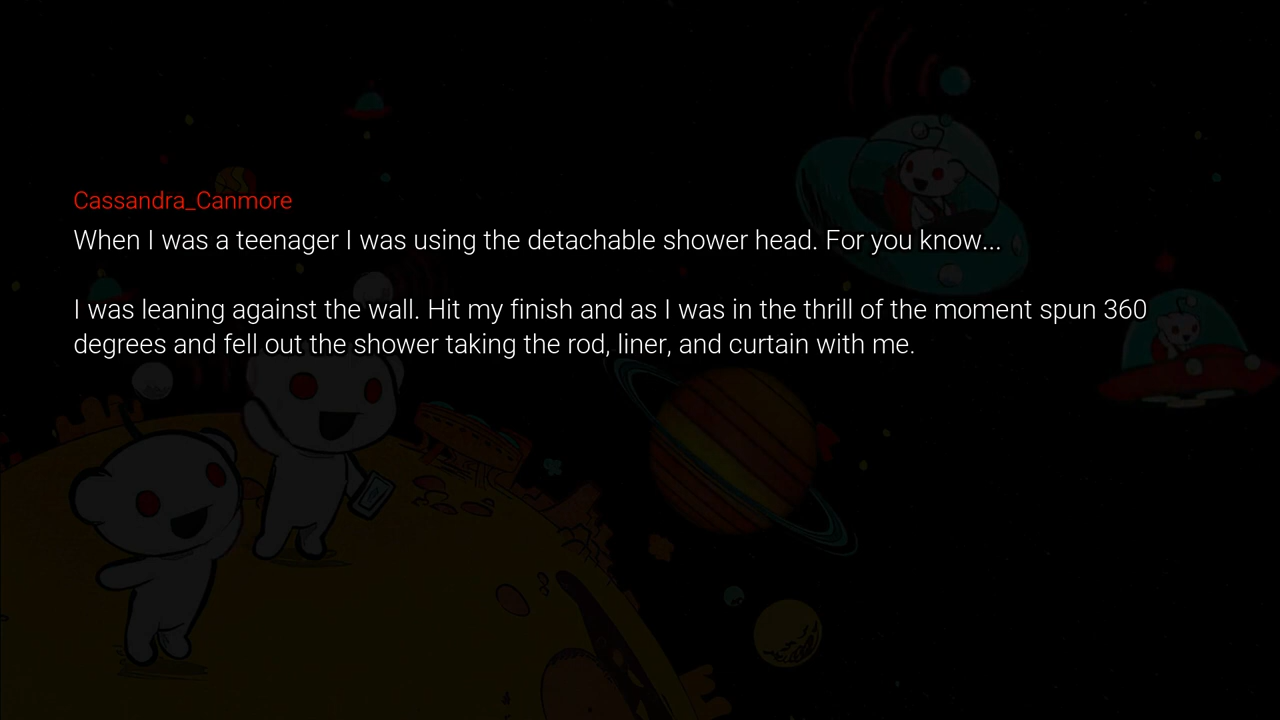 Cassandra_Canmore
When I was a teenager I was using the detachable shower head. For you know...
I was leaning against the wall. Hit my finish and as I was in the thrill of the moment spun 360
degrees and fell out the shower taking the rod, liner, and curtain with me.